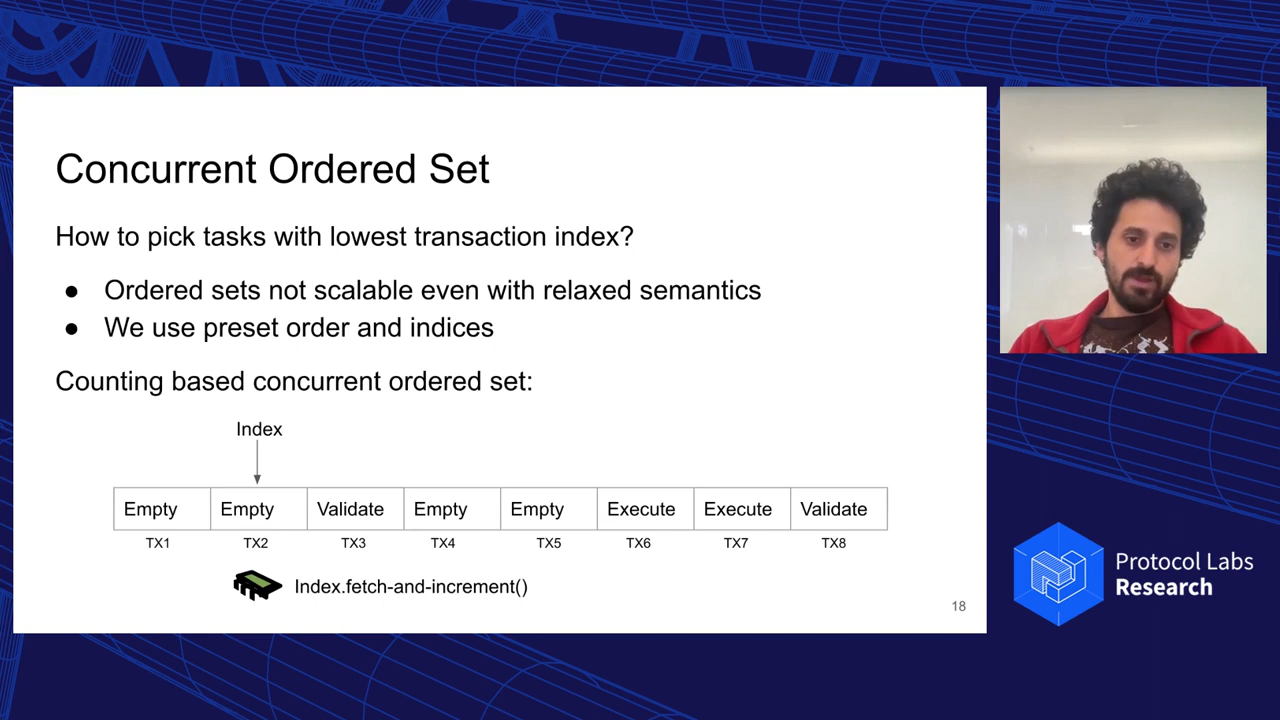 Concurrent Ordered Set
How to pick tasks with lowest transaction index?
● Ordered sets not scalable even with relaxed semantics
● We use preset order and indices
Counting based concurrent ordered set:
Index
Empty Empty Validate Empty Empty Execute Execute Validate
TX1 TX2 TX3 TX4 TX5 TX6 TX7 TX8
Index.fetch-and-increment()
18
Protocol Labs
Research